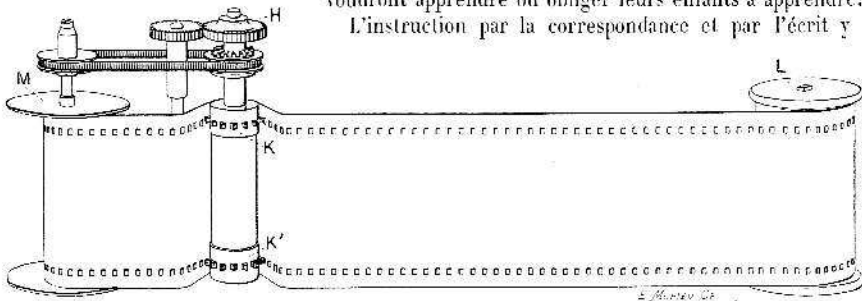 voudront apprendre ou obliger leurs enfants à apprendre.
L'instruction par la correspondance et par l'écrit y
H
M
L
K
K'